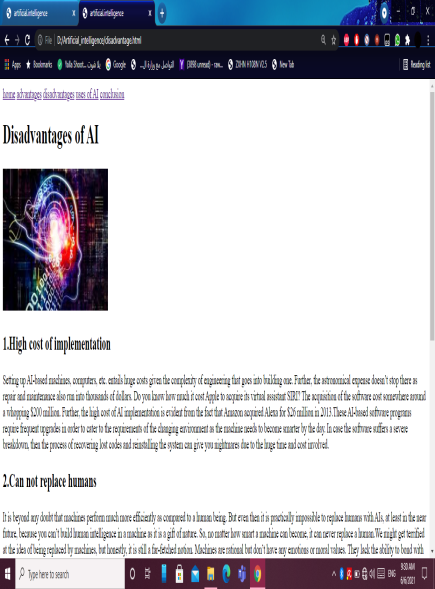 artificial.intelligence
artificial.intelligence
File | D:/Artificial_intelligence/disadvantage.html
Apps Bookmarks Yalla Shoot... يلا شوت Google التواصل مع وزارة ال... (3890 unread) - raw... ZXHN H108N V2.5 New Tab Reading list
home advantages disadvantages uses of AI conclusion
Disadvantages of AI
1.High cost of implementation
Setting up AI-based machines, computers, etc. entails huge costs given the complexity of engineering that goes into building one. Further, the astronomical expense doesn't stop there as
repair and maintenance also run into thousands of dollars. Do you know how much it cost Apple to acquire its virtual assistant SIRI? The acquisition of the software cost somewhere around
a whopping $200 million. Further, the high cost of AI implementation is evident from the fact that Amazon acquired Alexa for $26 million in 2013.These AI-based software programs
require frequent upgrades in order to cater to the requirements of the changing environment as the machine needs to become smarter by the day. In case the software suffers a severe
breakdown, then the process of recovering lost codes and reinstalling the system can give you nightmares due to the huge time and cost involved.
2.Can not replace humans
It is beyond any doubt that machines perform much more efficiently as compared to a human being. But even then it is practically impossible to replace humans with AIs, at least in the near
future, because you can't build human intelligence in a machine as it is a gift of nature. So, no matter how smart a machine can become, it can never replace a human.We might get terrified
at the idea of being replaced by machines, but honestly, it is still a far-fetched notion. Machines are rational but don't have any emotions or moral values. They lack the ability to bond with
Type here to search
ENG
9:30 AM
6/6/2021